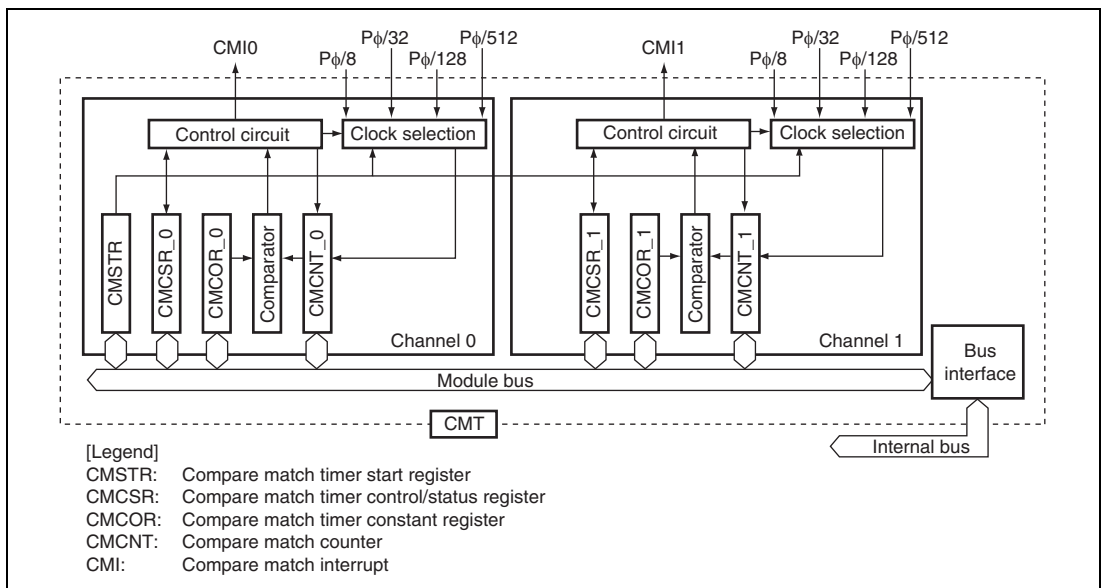 CMI0
Pφ/8
Pφ/32
Pφ/128
Pφ/512
CMI1
Pφ/8
Pφ/32
Pφ/128
Pφ/512
Control circuit
Clock selection
Control circuit
Clock selection
CMSTR
CMCSR_0
CMCOR_0
Comparator
CMCNT_0
CMCSR_1
CMCOR_1
Comparator
CMCNT_1
Channel 0
Channel 1
Module bus
Bus
interface
CMT
Internal bus
[Legend]
CMSTR: Compare match timer start register
CMCSR: Compare match timer control/status register
CMCOR: Compare match timer constant register
CMCNT: Compare match counter
CMI: Compare match interrupt